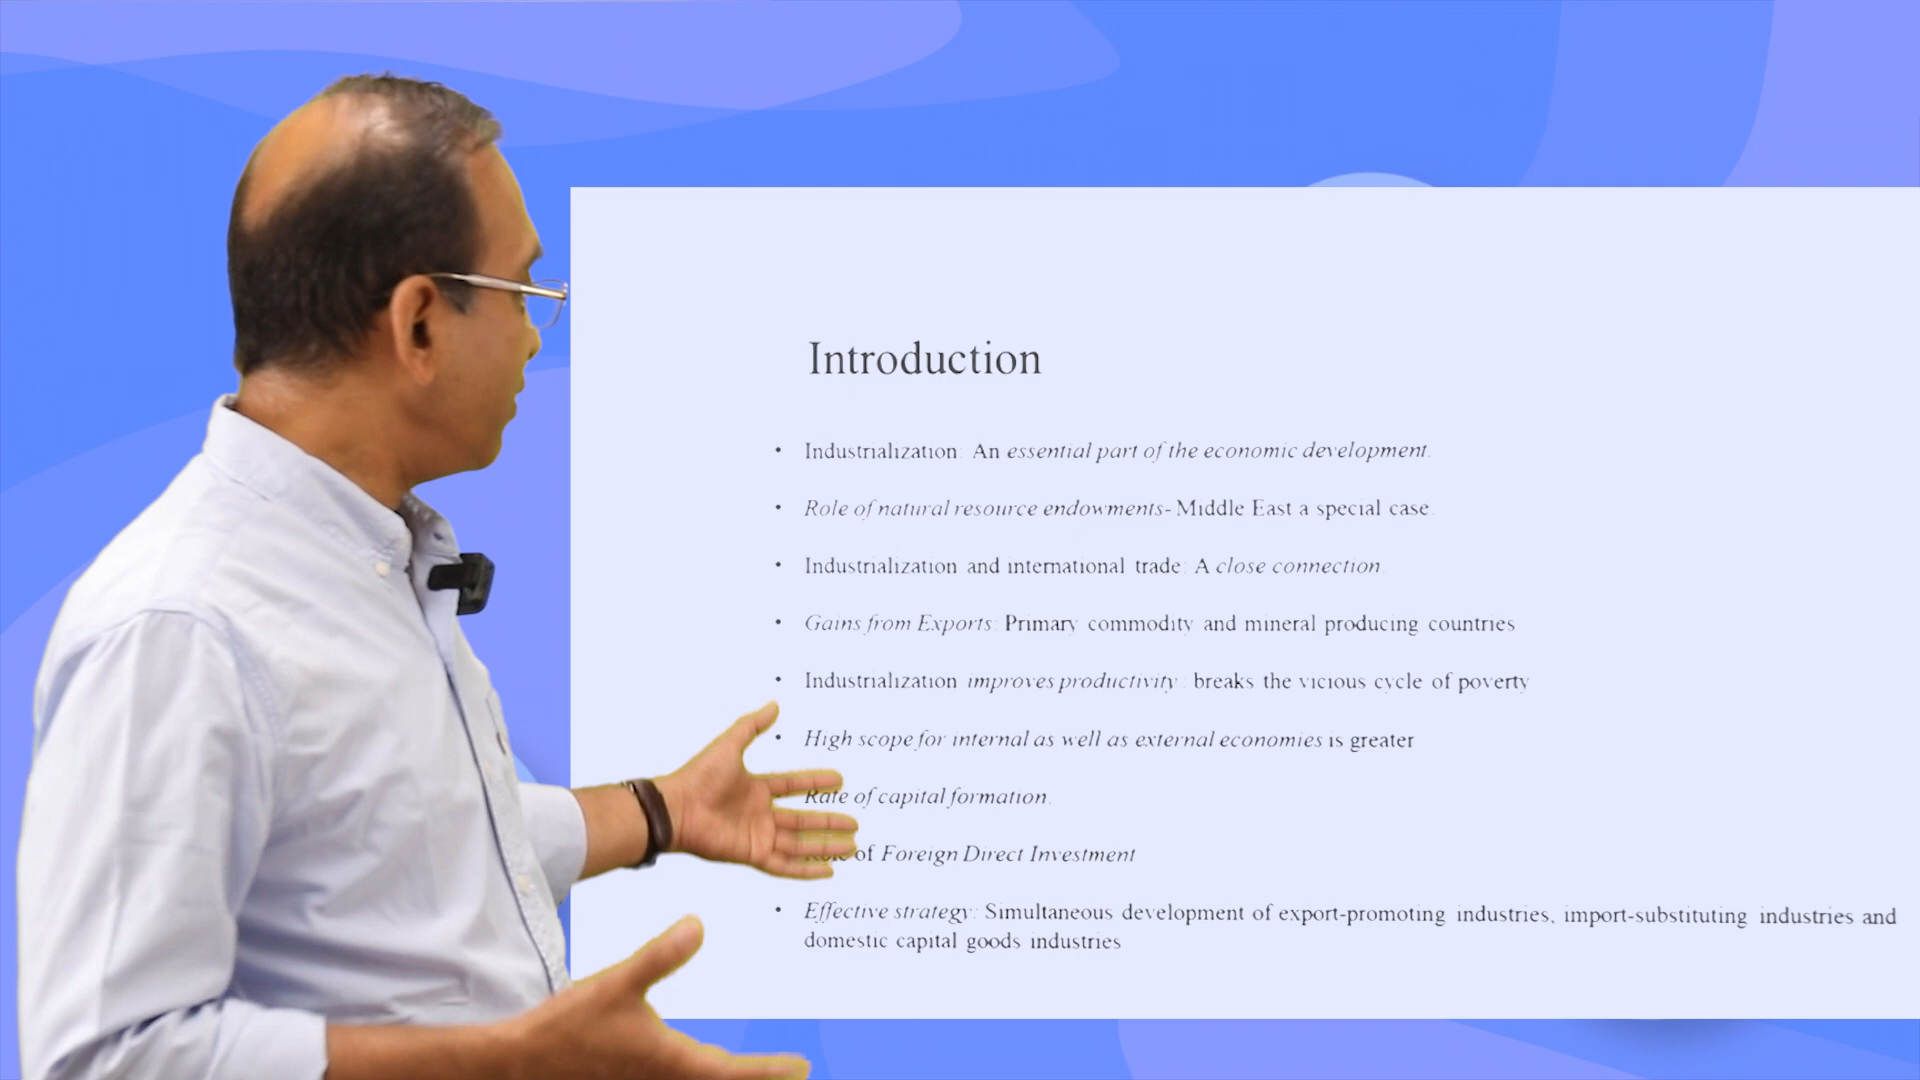 Introduction
• Industrialization: An essential part of the economic development.
• Role of natural resource endowments- Middle East a special case.
• Industrialization and international trade: A close connection.
• Gains from Exports: Primary commodity and mineral producing countries
• Industrialization improves productivity : breaks the vicious cycle of poverty
• High scope for internal as well as external economies is greater
Rate of capital formation.
Role of Foreign Direct Investment
• Effective strategy: Simultaneous development of export-promoting industries, import-substituting industries and
domestic capital goods industries